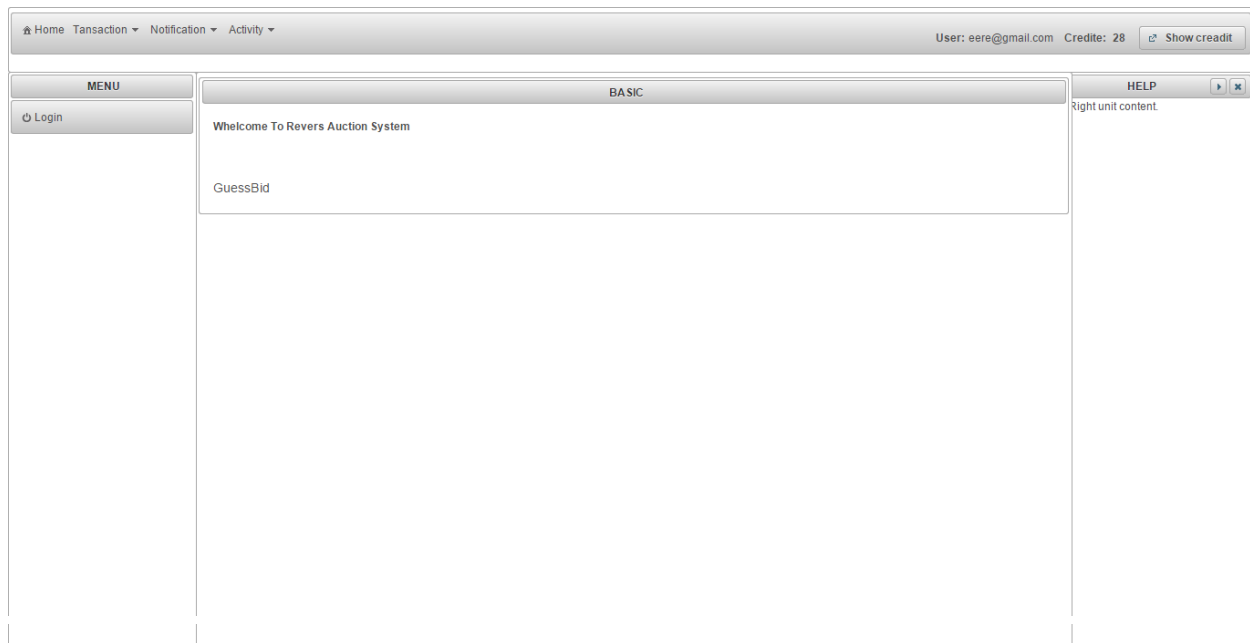 Home Tansaction Notification Activity
User: eere@gmail.com Credite: 28 Show creadit
MENU
Login
BASIC
Whelcome To Revers Auction System
GuessBid
HELP
Right unit content.